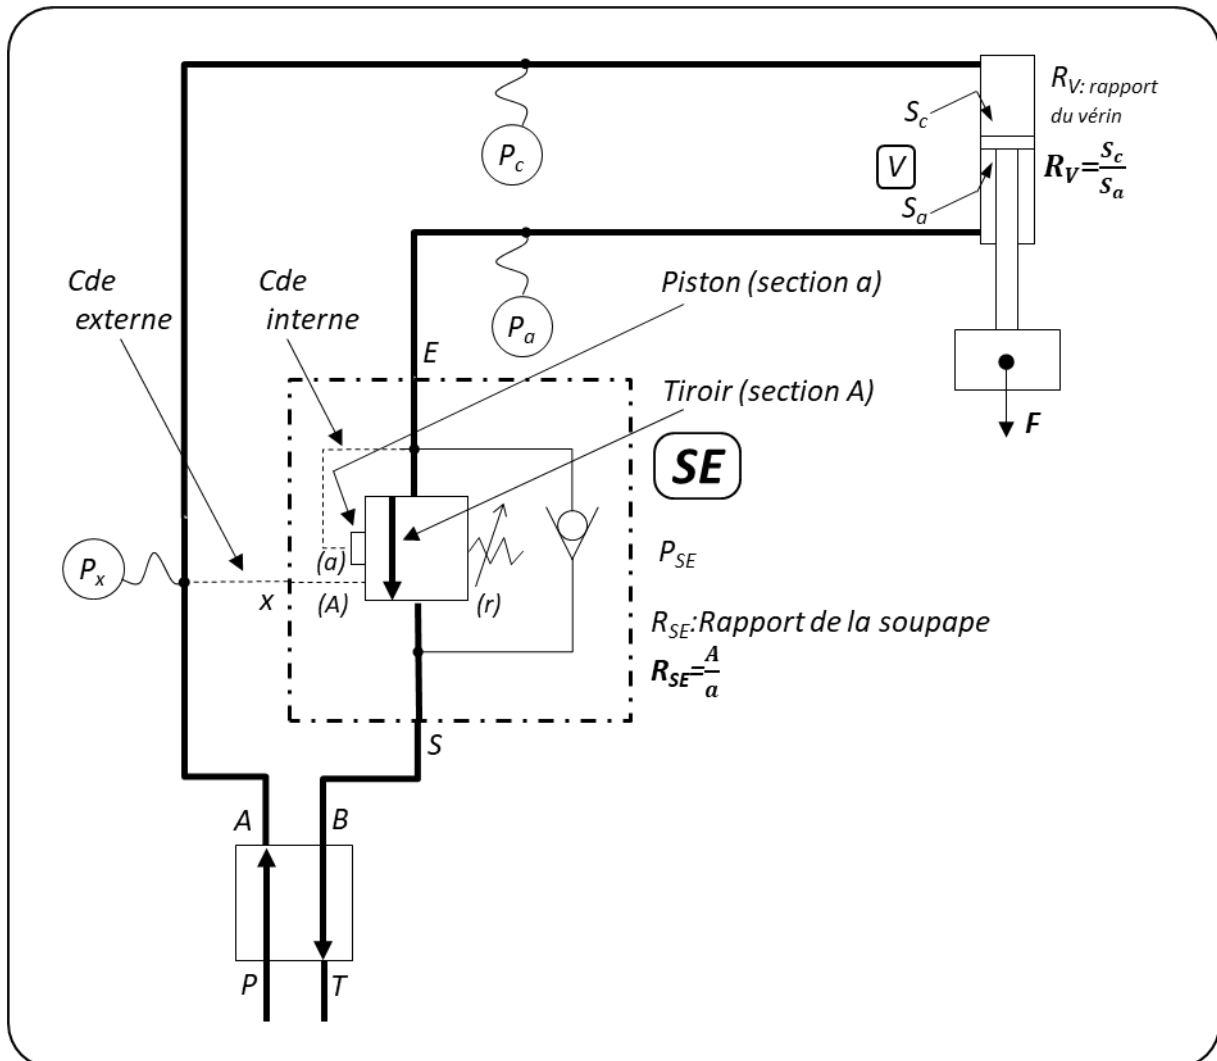 R_V: rapport
du vérin
S_c
P_c
V
R_V=S_c/S_a
S_a
Cde
externe
Cde
interne
Piston (section a)
P_a
E
Tiroir (section A)
F
SE
P_x
(a)
P_SE
x
(A)
(r)
R_SE:Rapport de la soupape
R_SE=A/a
S
A
B
P
T